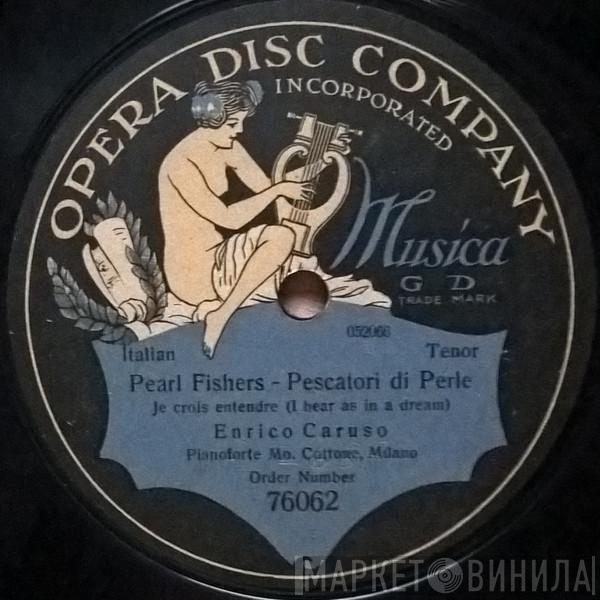 OPERA DISC COMPANY
INCORPORATED
Musica
G D
TRADE MARK
Italian 052066 Tenor
Pearl Fishers - Pescatori di Perle
Je crois entendre (I hear as in a dream)
Enrico Caruso
Pianoforte Mo. Cottone, Milano
Order Number
76062
МАРКЕТ ВИНИЛА